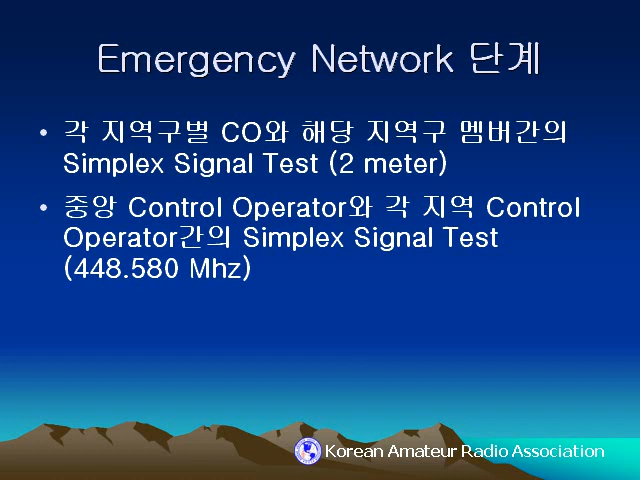 Emergency Network 단계
• 각 지역구별 CO와 해당 지역구 멤버간의
Simplex Signal Test (2 meter)
• 중앙 Control Operator와 각 지역 Control
Operator간의 Simplex Signal Test
(448.580 Mhz)
Korean Amateur Radio Association